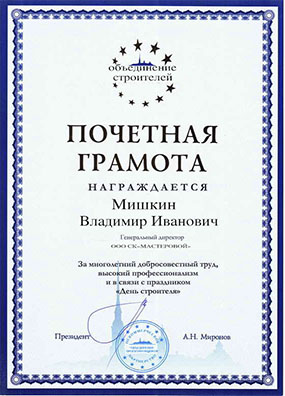 объединение
строителей
ПОЧЕТНАЯ
ГРАМОТА
НАГРАЖДАЕТСЯ
Мишкин
Владимир Иванович
Генеральный директор
ООО СК«МАСТЕРОВОЙ»
За многолетний добросовестный труд,
высокий профессионализм
и в связи с праздником
«День строителя»
Президент
А.Н. Миронов